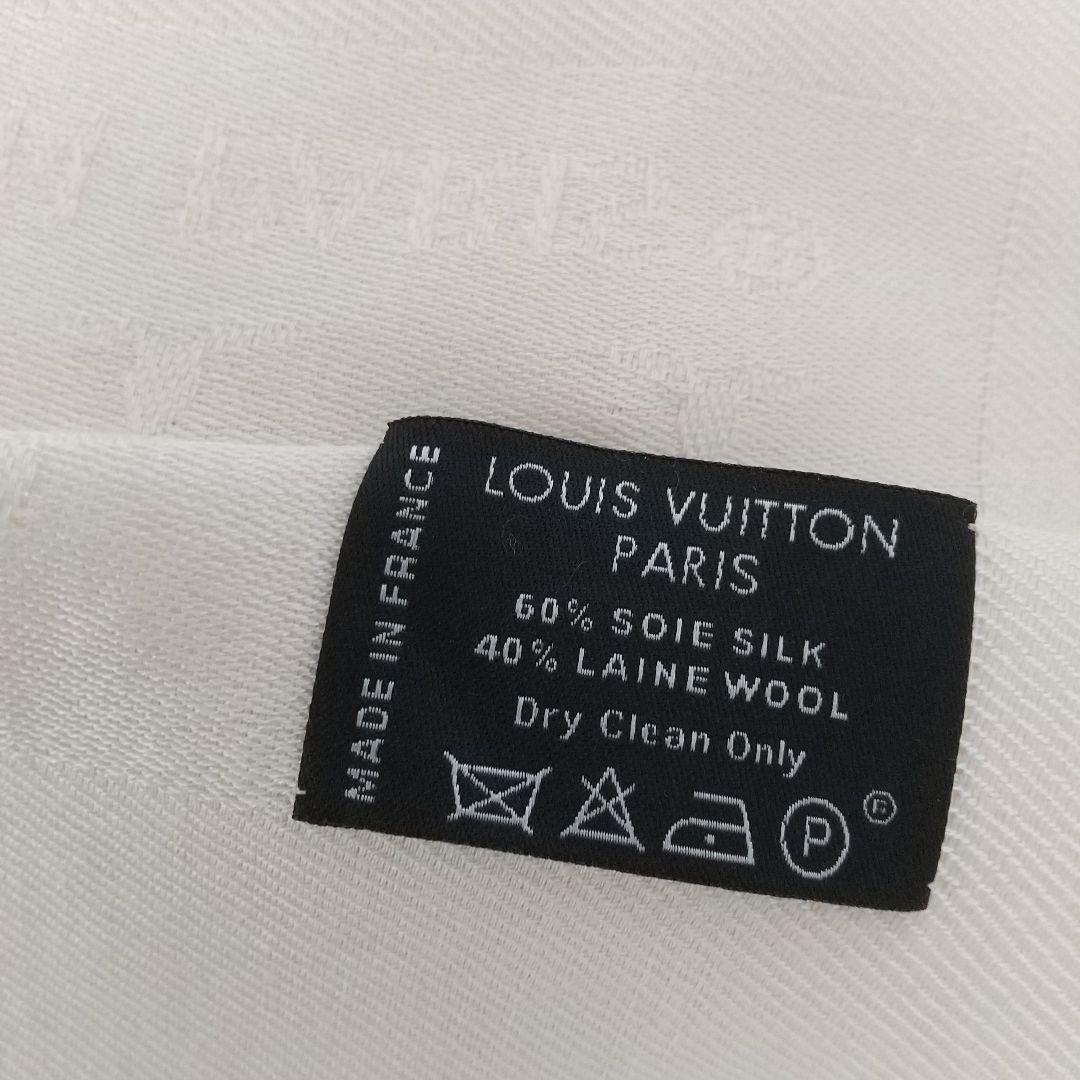 MADE IN FRANCE
LOUIS VUITTON
PARIS
60% SOIE SILK
40% LAINE WOOL
Dry Clean Only
P